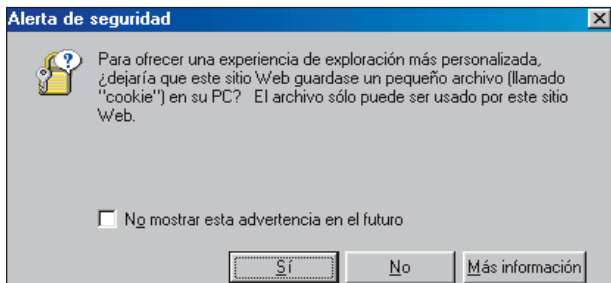 Alerta de seguridad
Para ofrecer una experiencia de exploración más personalizada,
¿dejaría que este sitio Web guardase un pequeño archivo (llamado
"cookie") en su PC? El archivo sólo puede ser usado por este sitio
Web.
No mostrar esta advertencia en el futuro
Sí
No
Más información